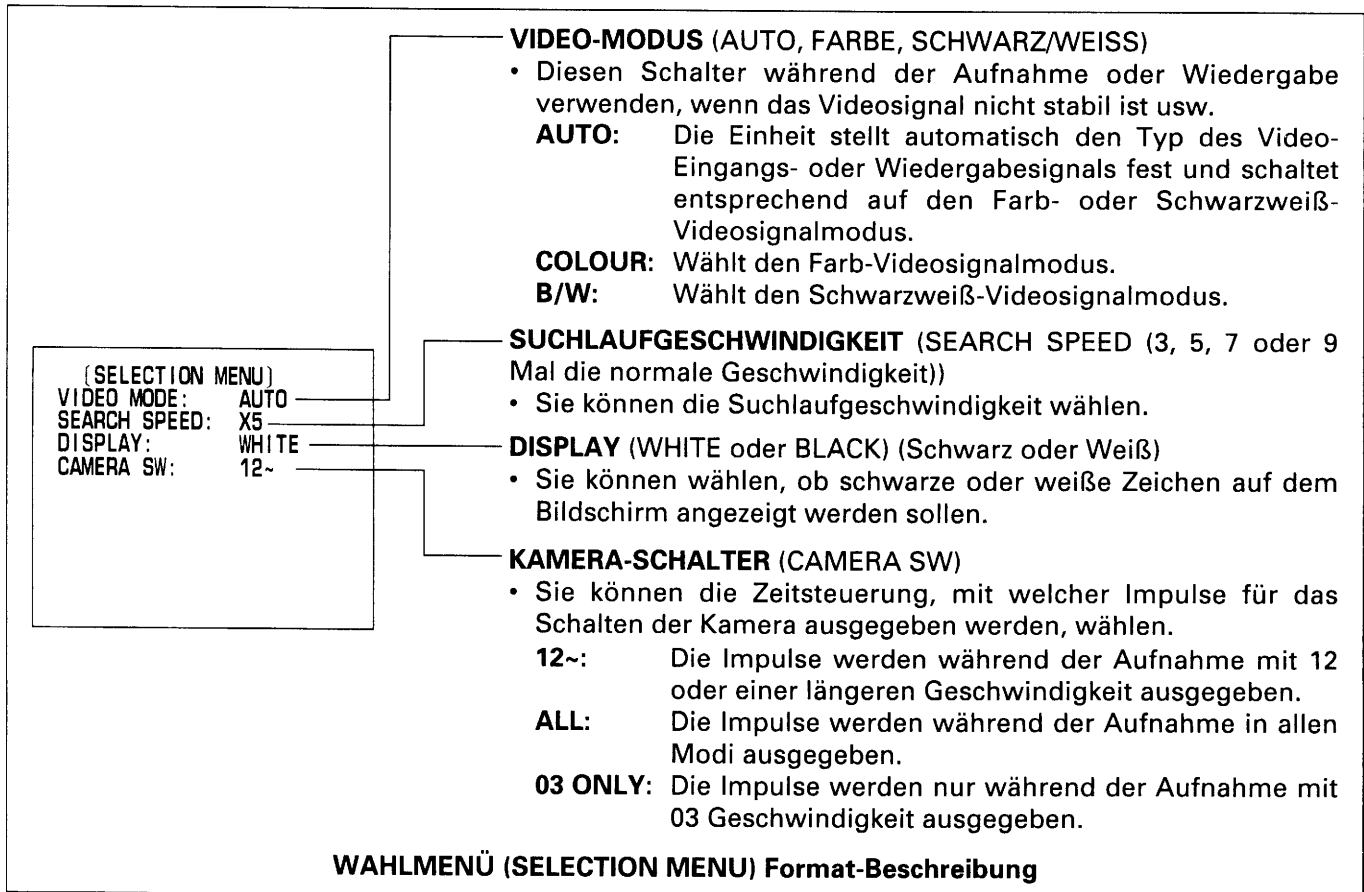 VIDEO-MODUS (AUTO, FARBE, SCHWARZ/WEISS)
• Diesen Schalter während der Aufnahme oder Wiedergabe
verwenden, wenn das Videosignal nicht stabil ist usw.
AUTO: Die Einheit stellt automatisch den Typ des Video-
Eingangs- oder Wiedergabesignals fest und schaltet
entsprechend auf den Farb- oder Schwarzweiß-
Videosignalmodus.
COLOUR: Wählt den Farb-Videosignalmodus.
B/W: Wählt den Schwarzweiß-Videosignalmodus.
(SELECTION MENU)
VIDEO MODE: AUTO
SEARCH SPEED: X5
DISPLAY: WHITE
CAMERA SW: 12~
SUCHLAUFGESCHWINDIGKEIT (SEARCH SPEED (3, 5, 7 oder 9
Mal die normale Geschwindigkeit))
• Sie können die Suchlaufgeschwindigkeit wählen.
DISPLAY (WHITE oder BLACK) (Schwarz oder Weiß)
• Sie können wählen, ob schwarze oder weiße Zeichen auf dem
Bildschirm angezeigt werden sollen.
KAMERA-SCHALTER (CAMERA SW)
• Sie können die Zeitsteuerung, mit welcher Impulse für das
Schalten der Kamera ausgegeben werden, wählen.
12~: Die Impulse werden während der Aufnahme mit 12
oder einer längeren Geschwindigkeit ausgegeben.
ALL: Die Impulse werden während der Aufnahme in allen
Modi ausgegeben.
03 ONLY: Die Impulse werden nur während der Aufnahme mit
03 Geschwindigkeit ausgegeben.
WAHLMENÜ (SELECTION MENU) Format-Beschreibung